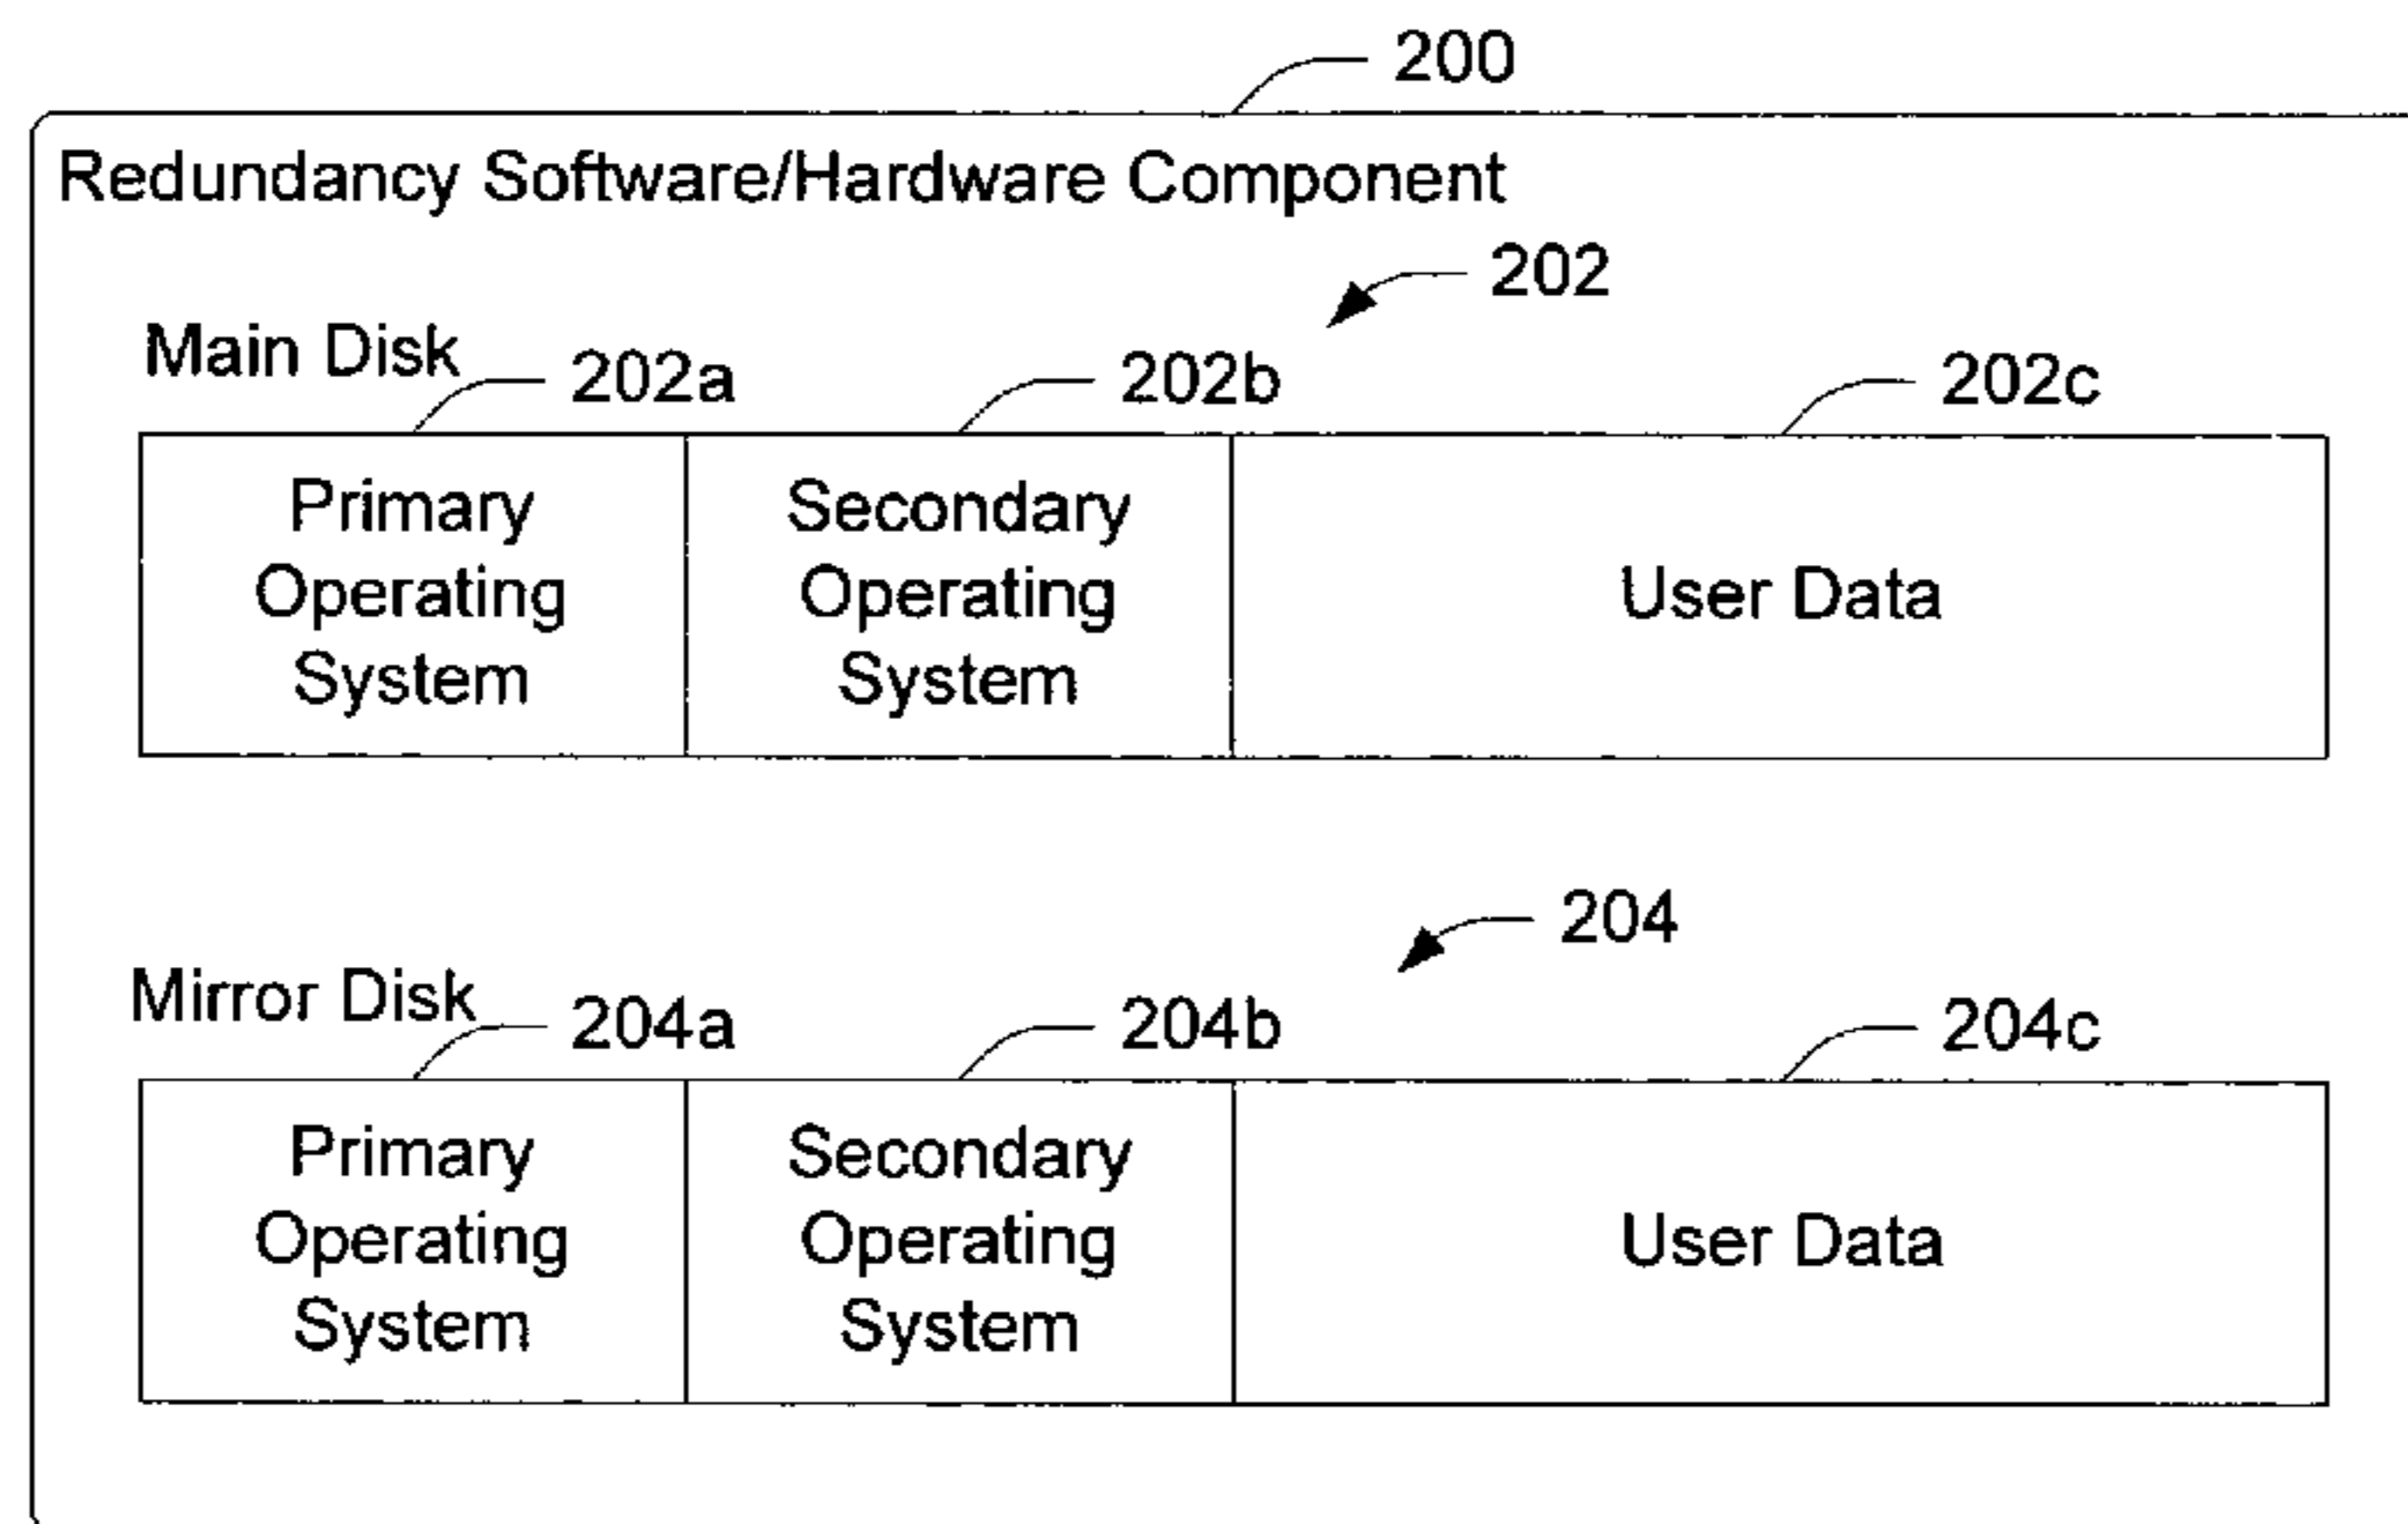 200
Redundancy Software/Hardware Component
202
Main Disk
202a
202b
202c
Primary
Operating
System
Secondary
Operating
System
User Data
204
Mirror Disk
204a
204b
204c
Primary
Operating
System
Secondary
Operating
System
User Data